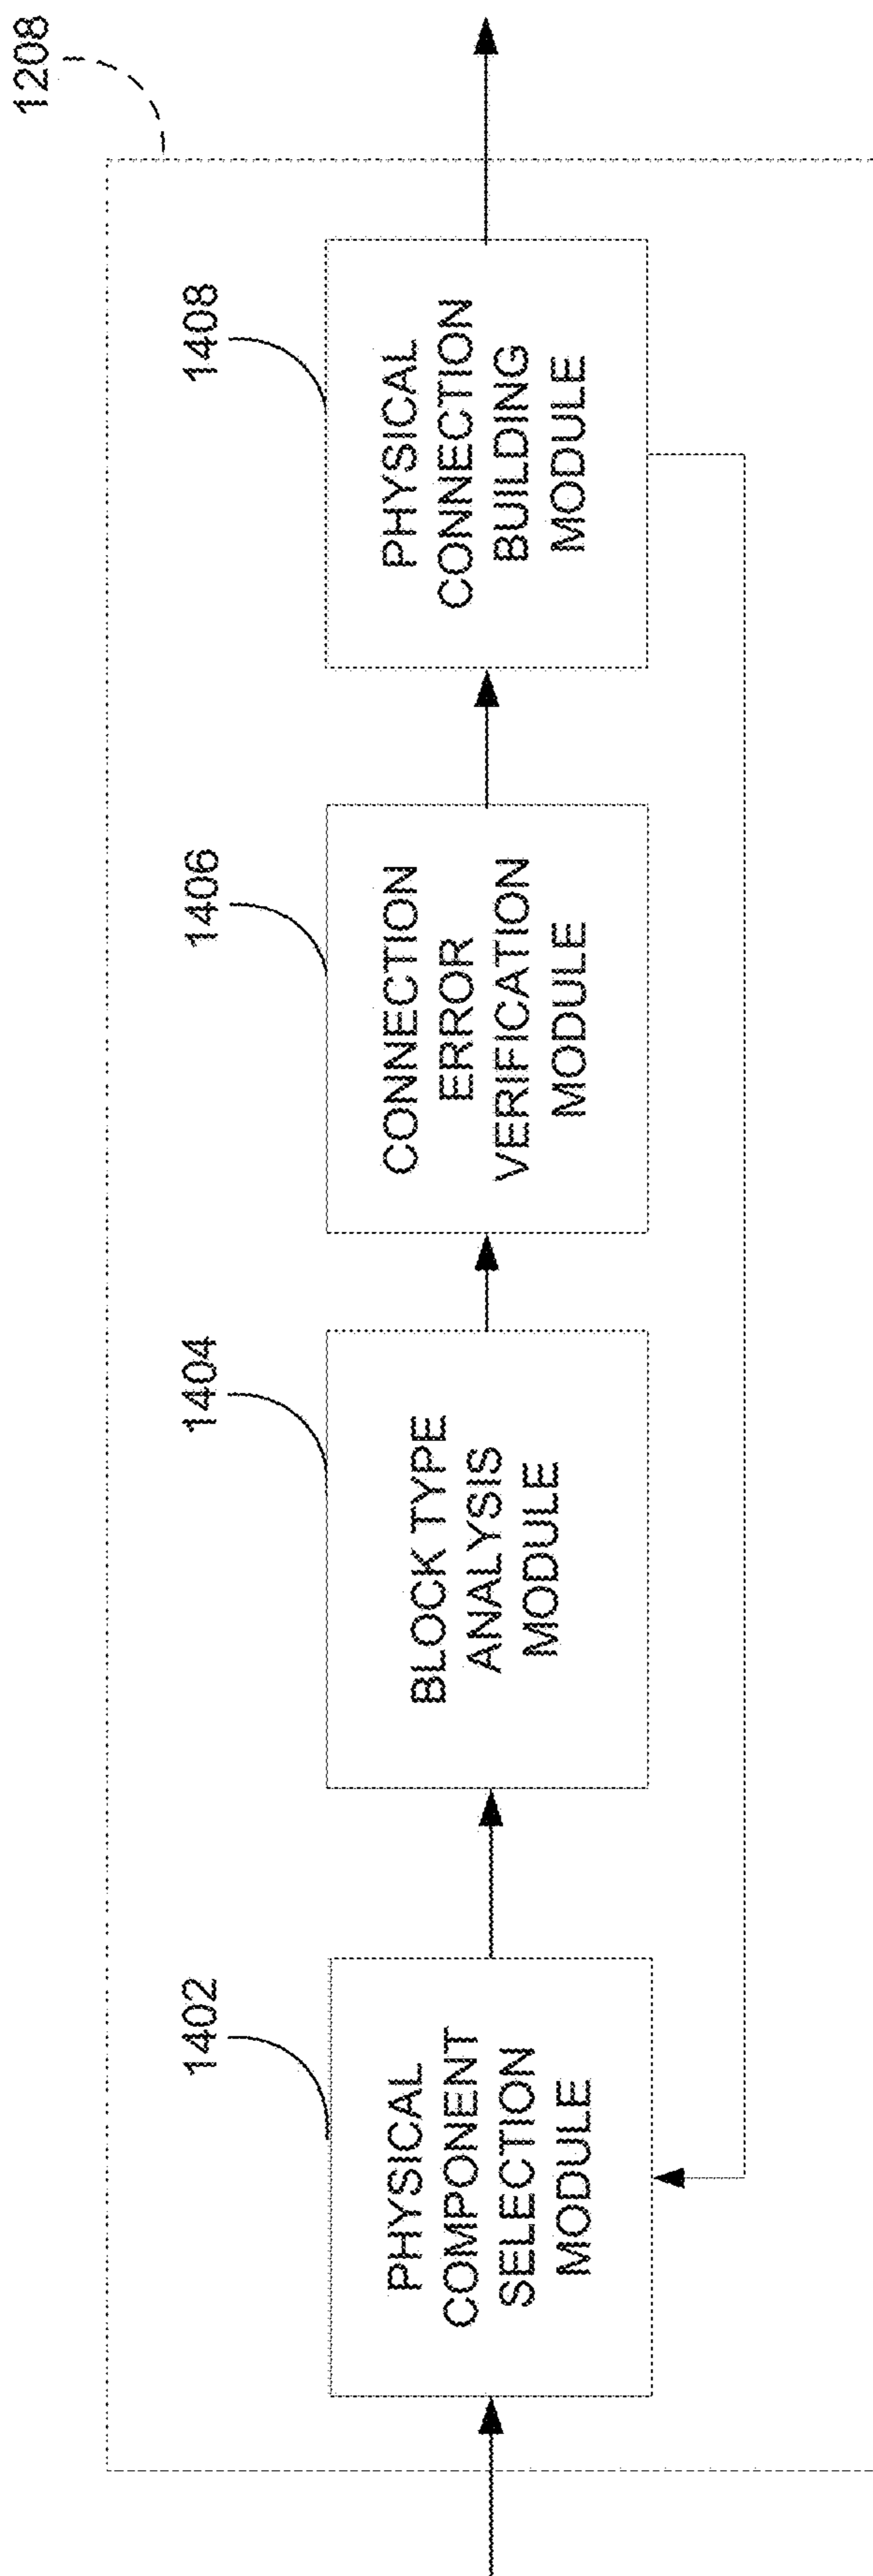 1208
1402
PHYSICAL
COMPONENT
SELECTION
MODULE
1404
BLOCK TYPE
ANALYSIS
MODULE
1406
CONNECTION
ERROR
VERIFICATION
MODULE
1408
PHYSICAL
CONNECTION
BUILDING
MODULE